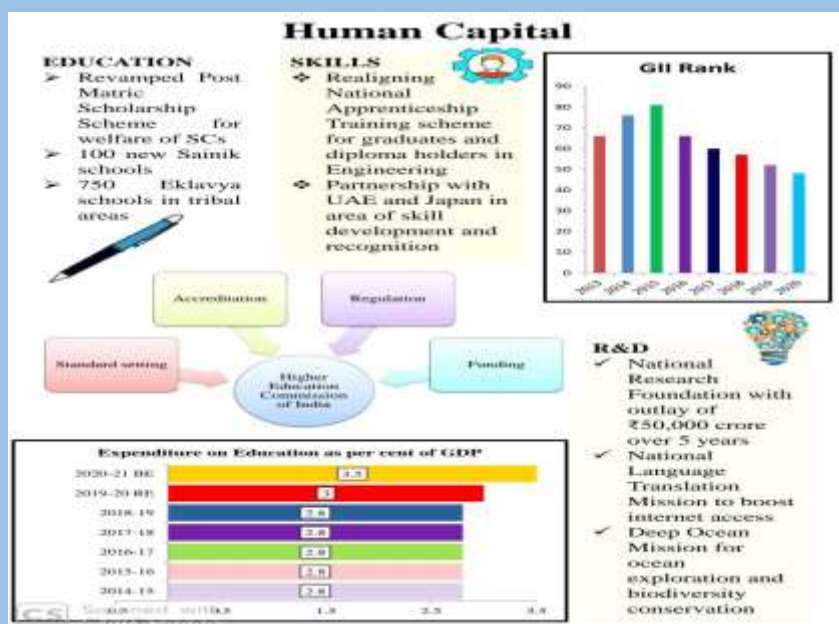 Human Capital
EDUCATION
➢ Revamped Post
Matric
Scholarship
Scheme for
welfare of SCs
➢ 100 new Sainik
schools
➢ 750 Eklavya
schools in tribal
areas
SKILLS
❖ Realigning
National
Apprenticeship
Training scheme
for graduates and
diploma holders in
Engineering
❖ Partnership with
UAE and Japan in
area of skill
development and
recognition
GII Rank
90
80
70
60
50
40
30
20
10
0
2013 2014 2015 2016 2017 2018 2019 2020
Accreditation
Regulation
Standard setting
Funding
Higher
Education
Commission
of India
R&D
✓ National
Research
Foundation with
outlay of
₹50,000 crore
over 5 years
✓ National
Language
Translation
Mission to boost
internet access
✓ Deep Ocean
Mission for
ocean
exploration and
biodiversity
conservation
Expenditure on Education as per cent of GDP
2020-21 BE 3.5
2019-20 BE 3
2018-19 2.8
2017-18 2.8
2016-17 2.8
2015-16 2.8
2014-15 2.8
1.5 2.5
CS